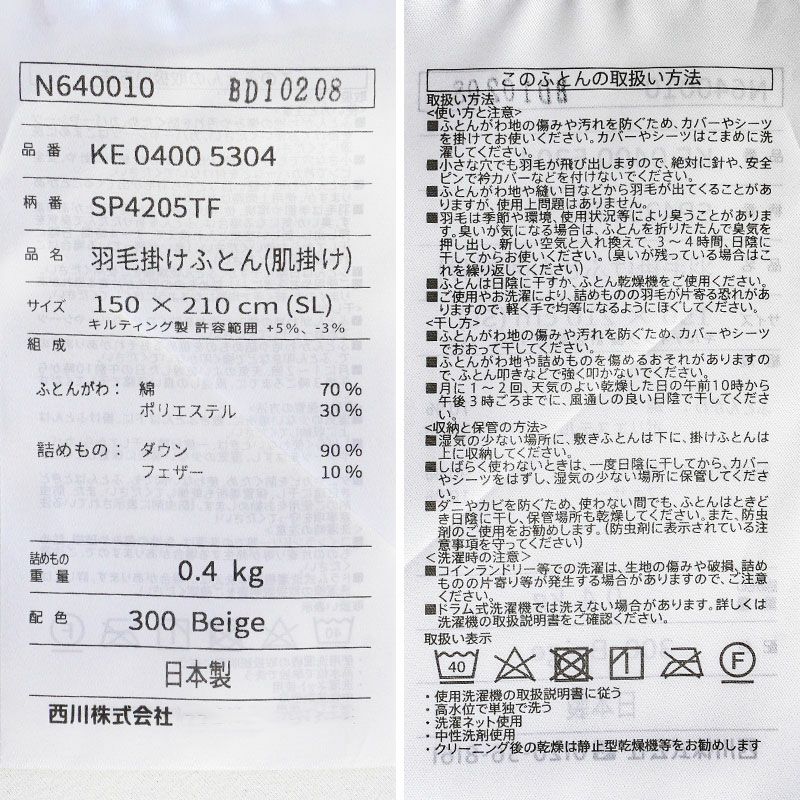 N640010 BD10208
品番 KE 0400 5304
柄番 SP4205TF
品名 羽毛掛けふとん(肌掛け)
サイズ 150 × 210 cm (SL)
キルティング製 許容範囲 +5%、-3%
組成
ふとんがわ: 綿 70%
ポリエステル 30%
詰めもの: ダウン 90%
フェザー 10%
詰めもの重量 0.4 kg
配色 300 Beige
日本製
西川株式会社
このふとんの取扱い方法
取扱い方法
<使い方と注意>
■ふとんがわ地の傷みや汚れを防ぐため、カバーやシーツ
を掛けてお使いください。カバーやシーツはこまめに洗
濯してください。
■小さな穴でも羽毛が飛び出しますので、絶対に針や、安全
ピンで衿カバーなどを付けないでください。
■ふとんがわ地や縫い目などから羽毛が出てくることがあ
りますが、使用上問題はありません。
■羽毛は季節や環境、使用状況等により臭うことがありま
す。臭いが気になる場合は、ふとんを折りたたんで臭気を
押し出し、新しい空気と入れ換えて、3～4時間、日陰に
干してからお使いください。(臭いが残っている場合はこ
れを繰り返してください)
■ふとんは日陰に干すか、ふとん乾燥機をご使用ください。
■ご使用やお洗濯により、詰めものの羽毛が片寄る恐れがあ
りますので、軽く手で均等になるようにほぐしてください。
<干し方>
■ふとんがわ地の傷みや汚れを防ぐため、カバーやシーツ
でおおって干してください。
■ふとんがわ地や詰めものを傷めるおそれがありますの
で、ふとん叩きなどで強く叩かないでください。
■月に1～2回、天気のよい乾燥した日の午前10時から
午後3時ごろまでに、風通しの良い日陰で干してくださ
い。
<収納と保管の方法>
■湿気の少ない場所に、敷きふとんは下に、掛けふとんは
上に収納してください。
■しばらく使わないときは、一度日陰に干してから、カバー
やシーツをはずし、湿気の少ない場所に保管してくださ
い。
■ダニやカビを防ぐため、使わない間でも、ふとんはときど
き日陰に干し、保管場所も乾燥してください。また、防虫
剤のご使用をお勧めします。(防虫剤に表示されている注
意事項を守ってください)
<洗濯時の注意>
■コインランドリー等での洗濯は、生地の傷みや破損、詰め
ものの片寄り等が発生する場合がありますので、ご注意
ください。
■ドラム式洗濯機では洗えない場合があります。詳しくは
洗濯機の取扱説明書をご確認ください。
取扱い表示
40 F
・使用洗濯機の取扱説明書に従う
・高水位で単独で洗う
・洗濯ネット使用
・中性洗剤使用
・クリーニング後の乾燥は静止型乾燥機等をお勧めします